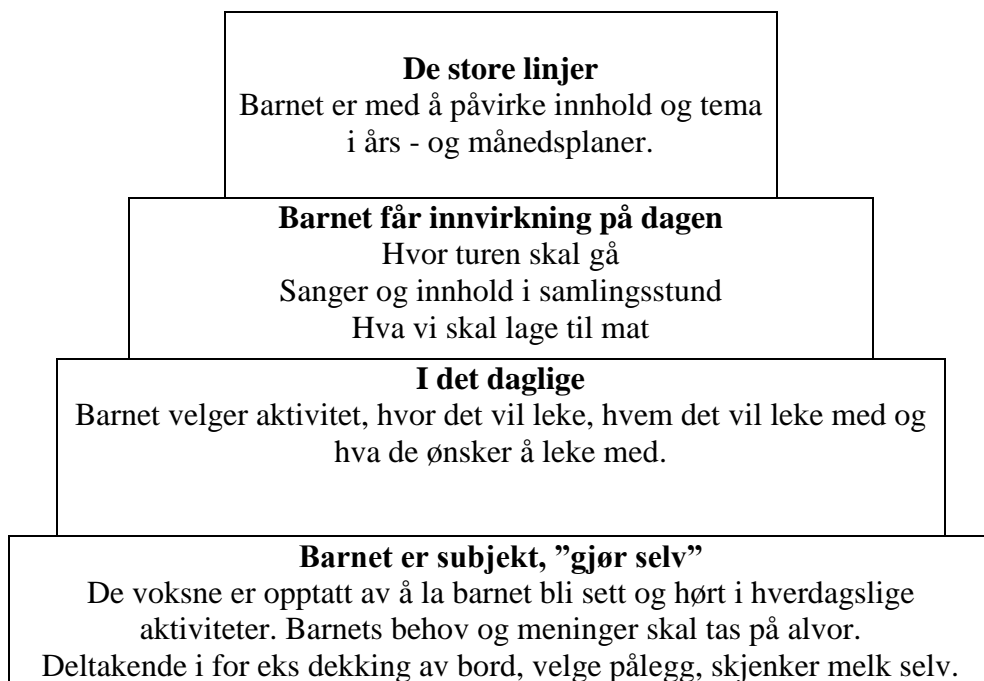 De store linjer
Barnet er med å påvirke innhold og tema
i års - og månedsplaner.
Barnet får innvirkning på dagen
Hvor turen skal gå
Sanger og innhold i samlingsstund
Hva vi skal lage til mat
I det daglige
Barnet velger aktivitet, hvor det vil leke, hvem det vil leke med og
hva de ønsker å leke med.
Barnet er subjekt, ”gjør selv”
De voksne er opptatt av å la barnet bli sett og hørt i hverdagslige
aktiviteter. Barnets behov og meninger skal tas på alvor.
Deltakende i for eks dekking av bord, velge pålegg, skjenker melk selv.